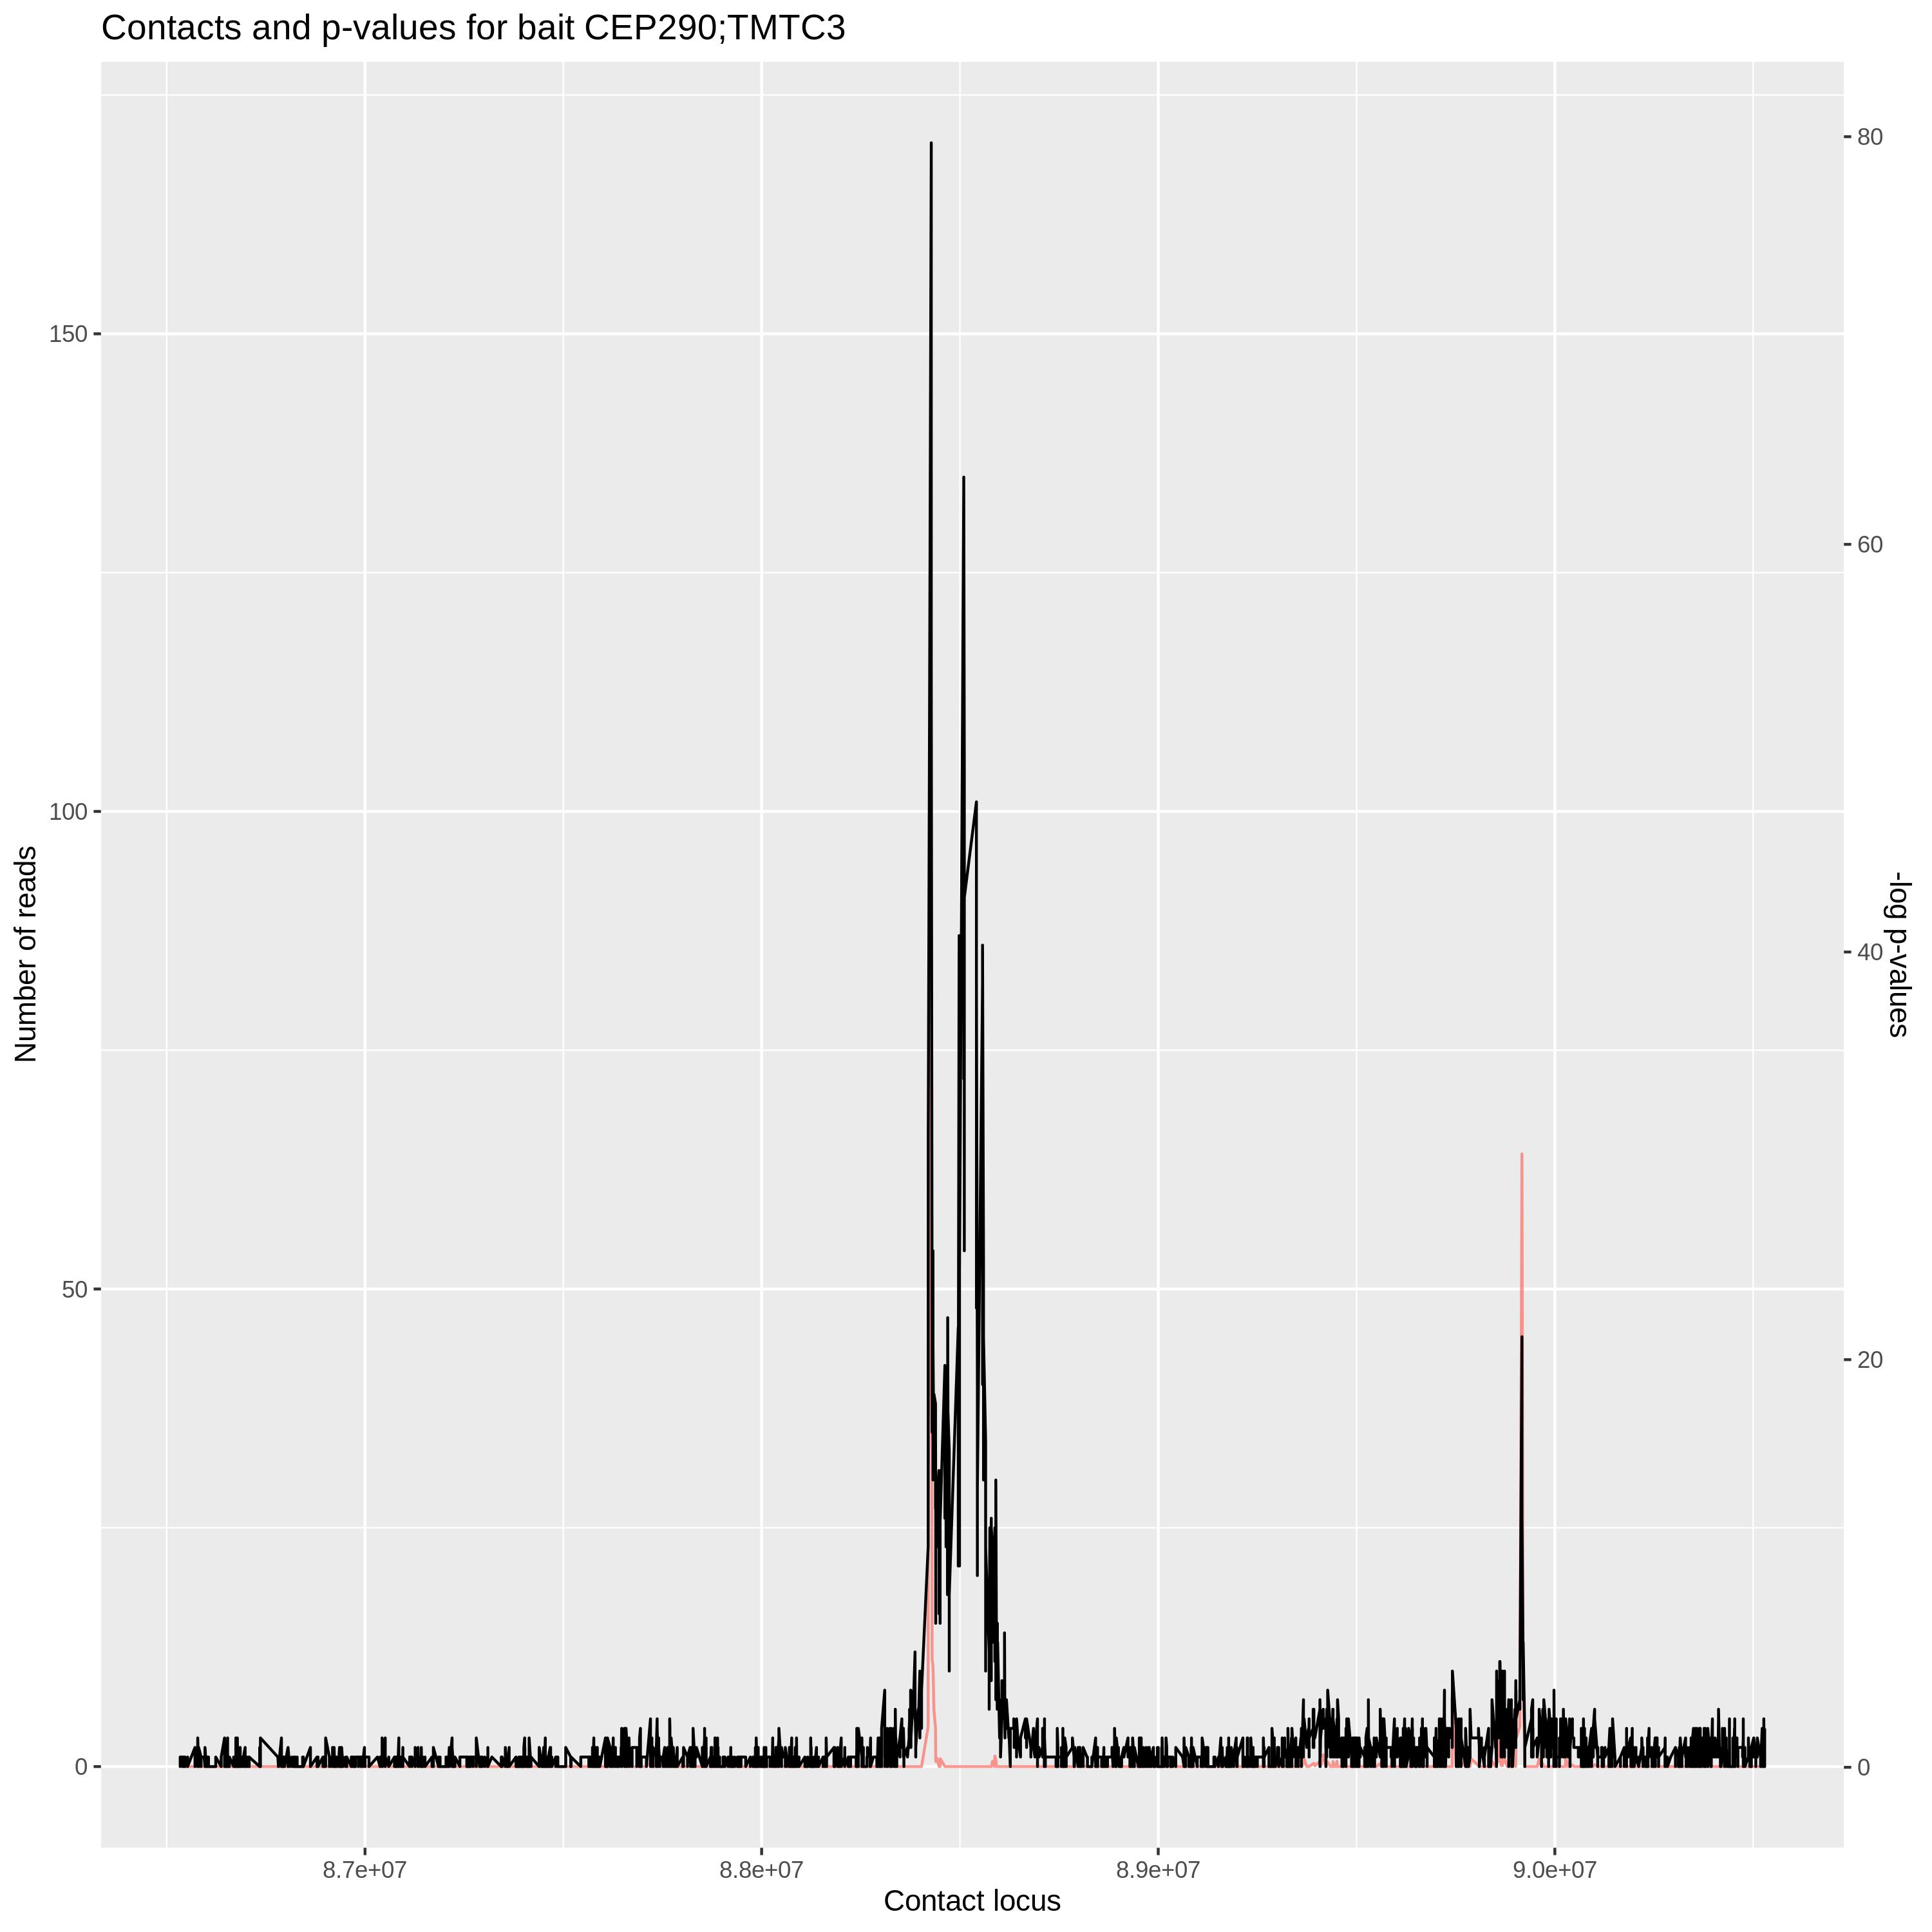 Contacts and p-values for bait CEP290;TMTC3
Number of reads
150
100
50
0
80
60
40
20
0
-log p-values
8.7e+07
8.8e+07
8.9e+07
9.0e+07
Contact locus